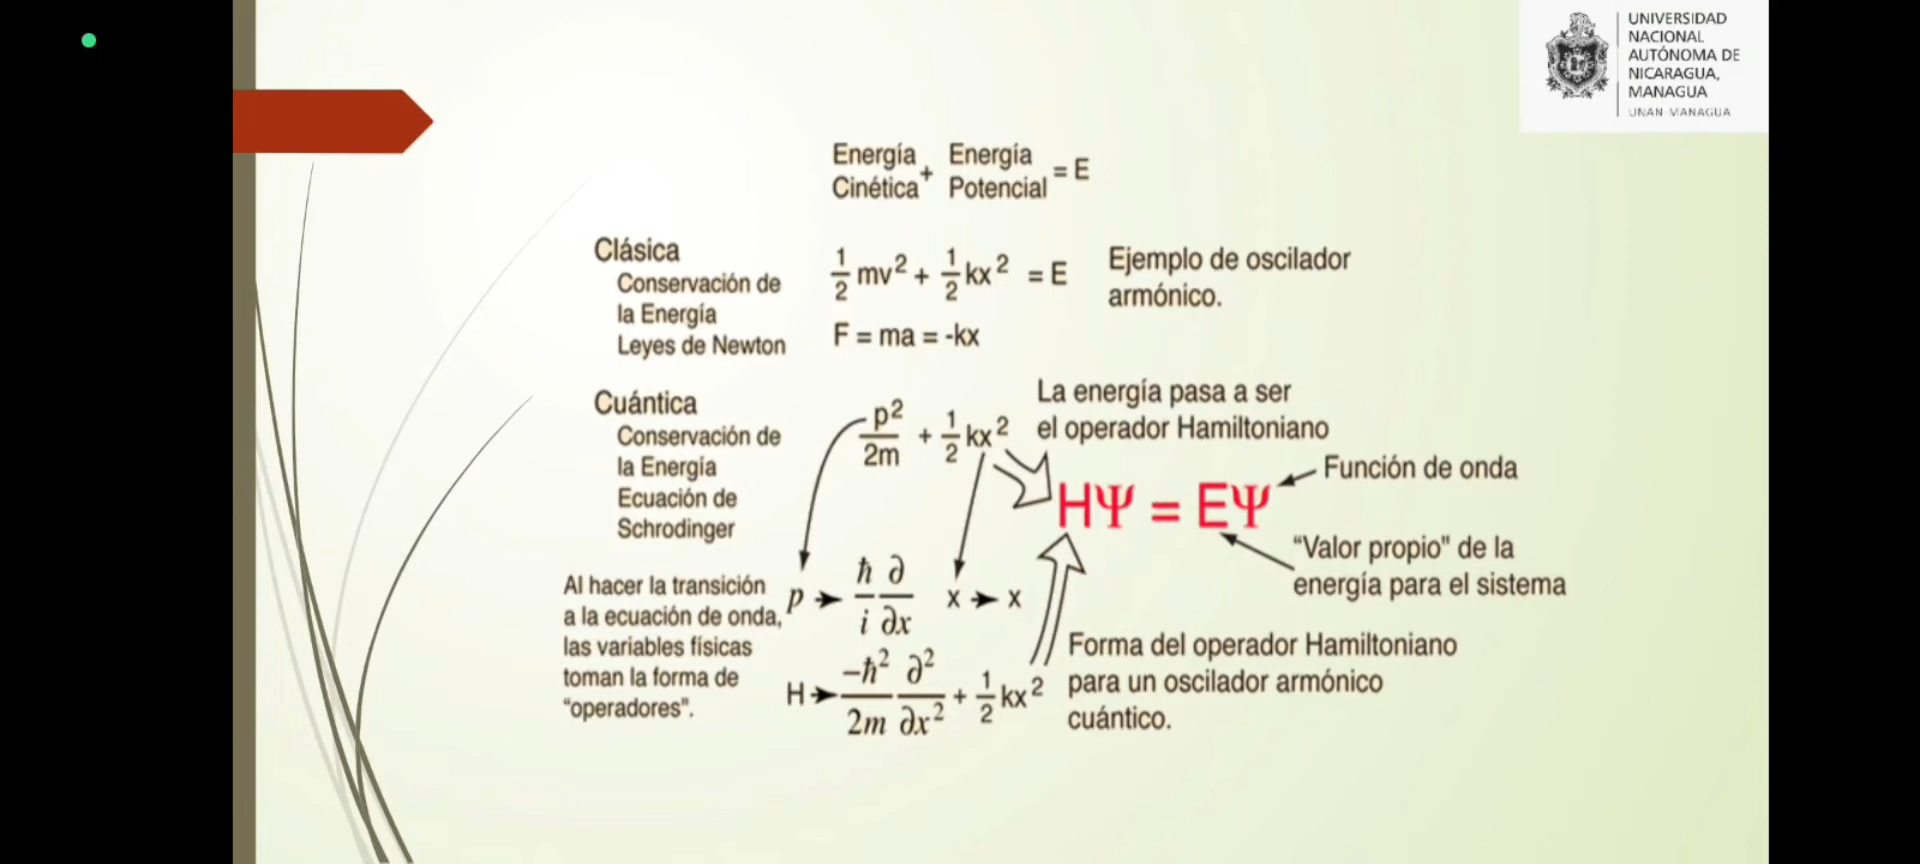 UNIVERSIDAD
NACIONAL
AUTÓNOMA DE
NICARAGUA,
MANAGUA
UNAN MANAGUA
Energía Cinética + Energía Potencial = E
Clásica
Conservación de
la Energía
Leyes de Newton
1/2 mv² + 1/2 kx² = E
F = ma = -kx
Ejemplo de oscilador
armónico.
Cuántica
Conservación de
la Energía
Ecuación de
Schrodinger
p²/2m + 1/2 kx²
La energía pasa a ser
el operador Hamiltoniano
HΨ = EΨ
Función de onda
“Valor propio" de la
energía para el sistema
Al hacer la transición
a la ecuación de onda,
las variables físicas
toman la forma de
“operadores".
p → ħ/i ∂/∂x
x → x
H → -ħ²/2m ∂²/∂x² + 1/2 kx²
Forma del operador Hamiltoniano
para un oscilador armónico
cuántico.